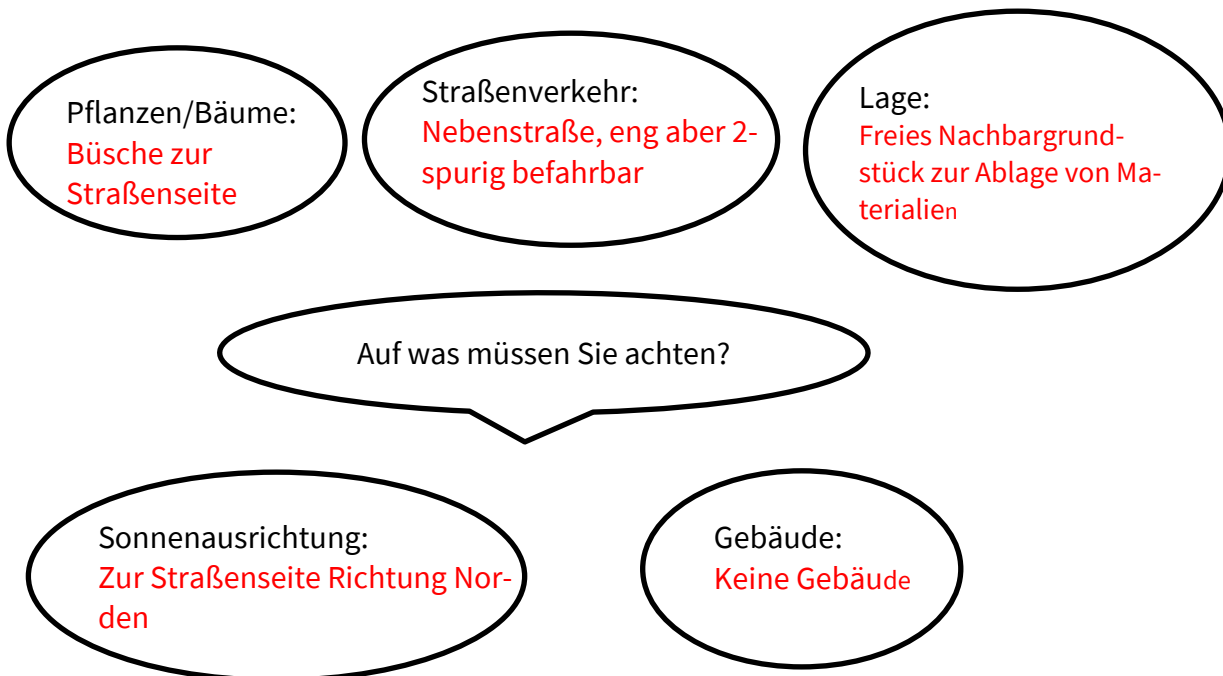 Pflanzen/Bäume:
Büsche zur
Straßenseite
Straßenverkehr:
Nebenstraße, eng aber 2-
spurig befahrbar
Lage:
Freies Nachbargrund-
stück zur Ablage von Ma-
terialien
Auf was müssen Sie achten?
Sonnenausrichtung:
Zur Straßenseite Richtung Nor-
den
Gebäude:
Keine Gebäude